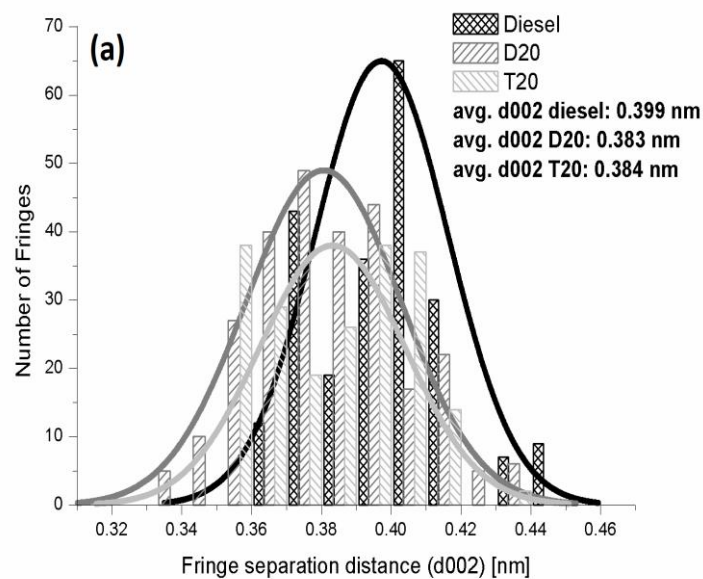 (a)
Diesel
D20
T20
avg. d002 diesel: 0.399 nm
avg. d002 D20: 0.383 nm
avg. d002 T20: 0.384 nm
Number of Fringes
70
60
50
40
30
20
10
0
0.32 0.34 0.36 0.38 0.40 0.42 0.44 0.46
Fringe separation distance (d002) [nm]